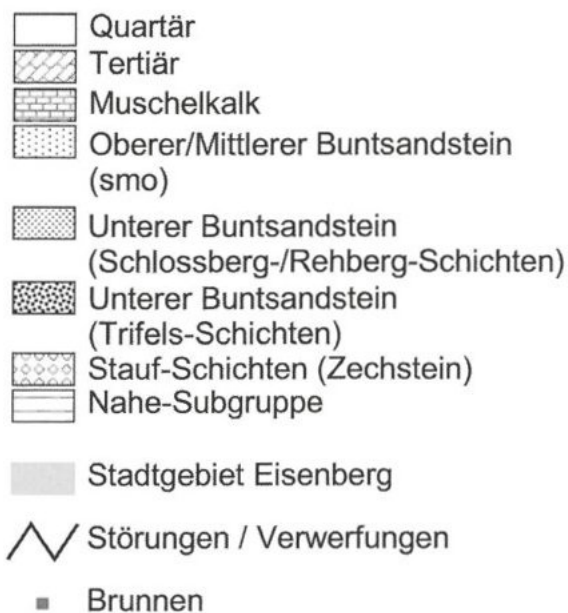 Quartär
Tertiär
Muschelkalk
Oberer/Mittlerer Buntsandstein
(smo)
Unterer Buntsandstein
(Schlossberg-/Rehberg-Schichten)
Unterer Buntsandstein
(Trifels-Schichten)
Stauf-Schichten (Zechstein)
Nahe-Subgruppe
Stadtgebiet Eisenberg
Störungen / Verwerfungen
Brunnen